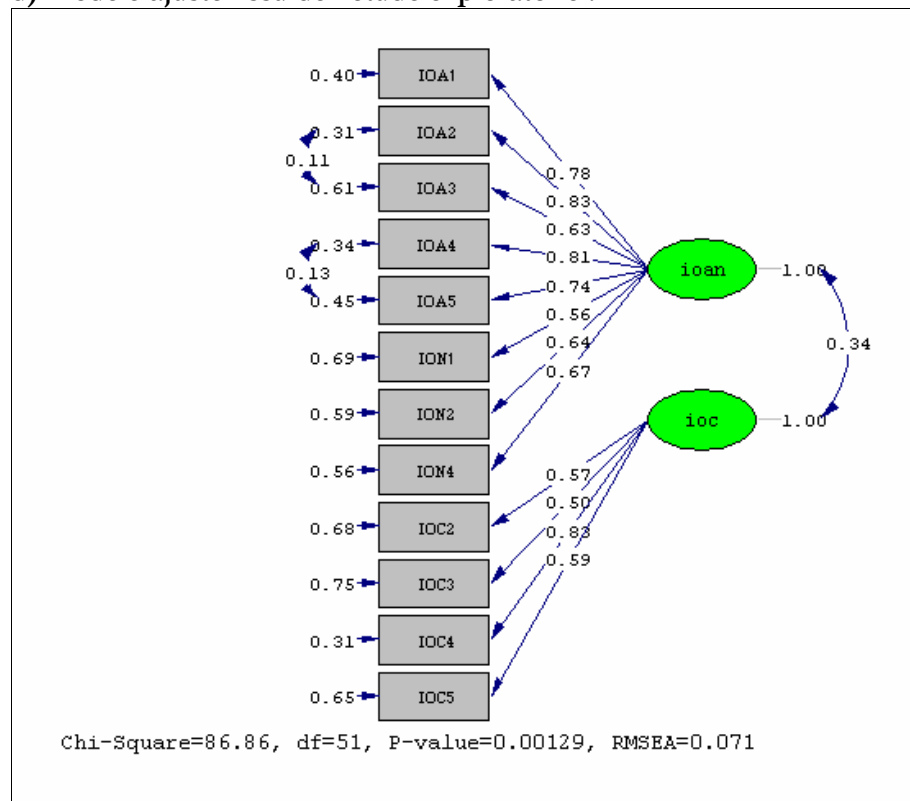 0.40 IOA1
0.31 IOA2
0.11
0.61 IOA3
0.34 IOA4
0.13
0.45 IOA5
0.69 ION1
0.59 ION2
0.56 ION4
0.68 IOC2
0.75 IOC3
0.31 IOC4
0.65 IOC5
0.78
0.83
0.63
0.81
0.74
0.56
0.64
0.67
0.57
0.50
0.83
0.59
ioan 1.00
0.34
ioc 1.00
Chi-Square=86.86, df=51, P-value=0.00129, RMSEA=0.071